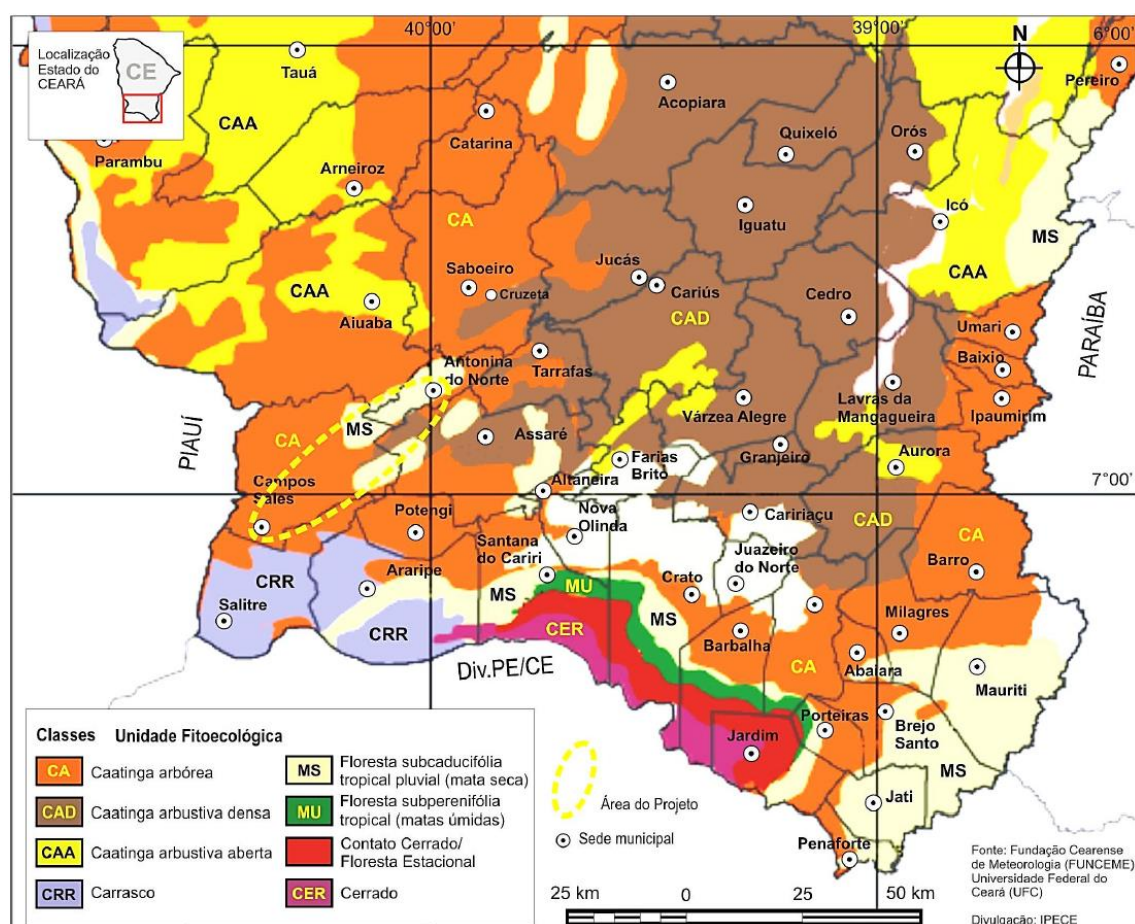 40°00'
39°00'
6°00'
Localização
Estado do
CEARÁ
CE
N
Tauá
Acopiara
Pereiro
CAA
Catarina
Quixeló
Orós
Parambu
Arneiroz
Iguatu
Icó
CA
MS
Jucás
Saboeiro
Cruzeta
Cariús
CAA
CAA
Aiuaba
Cedro
CAD
Umari
Antonina
do Norte
Tarrafas
Baixio
PARAÍBA
Lavras da
Mangagueira
Várzea Alegre
Ipaumirim
PIAUÍ
MS
CA
Assaré
Granjeiro
Aurora
Farias
Brito
Campos
Sales
Altaneira
7°00'
Potengi
Nova
Olinda
Caririaçu
CAD
CA
Santana
do Cariri
Juazeiro
do Norte
Barro
CRR
Araripe
MS
MU
Crato
Salitre
MS
Milagres
CRR
CER
Barbalha
CA
Abaiara
Mauriti
Div.PE/CE
Porteiras
Brejo
Santo
Jardim
MS
Jati
Penaforte
Classes Unidade Fitoecológica
CA Caatinga arbórea
CAD Caatinga arbustiva densa
CAA Caatinga arbustiva aberta
CRR Carrasco
MS Floresta subcaducifólia
tropical pluvial (mata seca)
MU Floresta subperenifólia
tropical (matas úmidas)
Contato Cerrado/
Floresta Estacional
CER Cerrado
Área do Projeto
Sede municipal
25 km 0 25 50 km
Fonte: Fundação Cearense
de Meteorologia (FUNCEME)
Universidade Federal do
Ceará (UFC)
Divulgação: IPECE